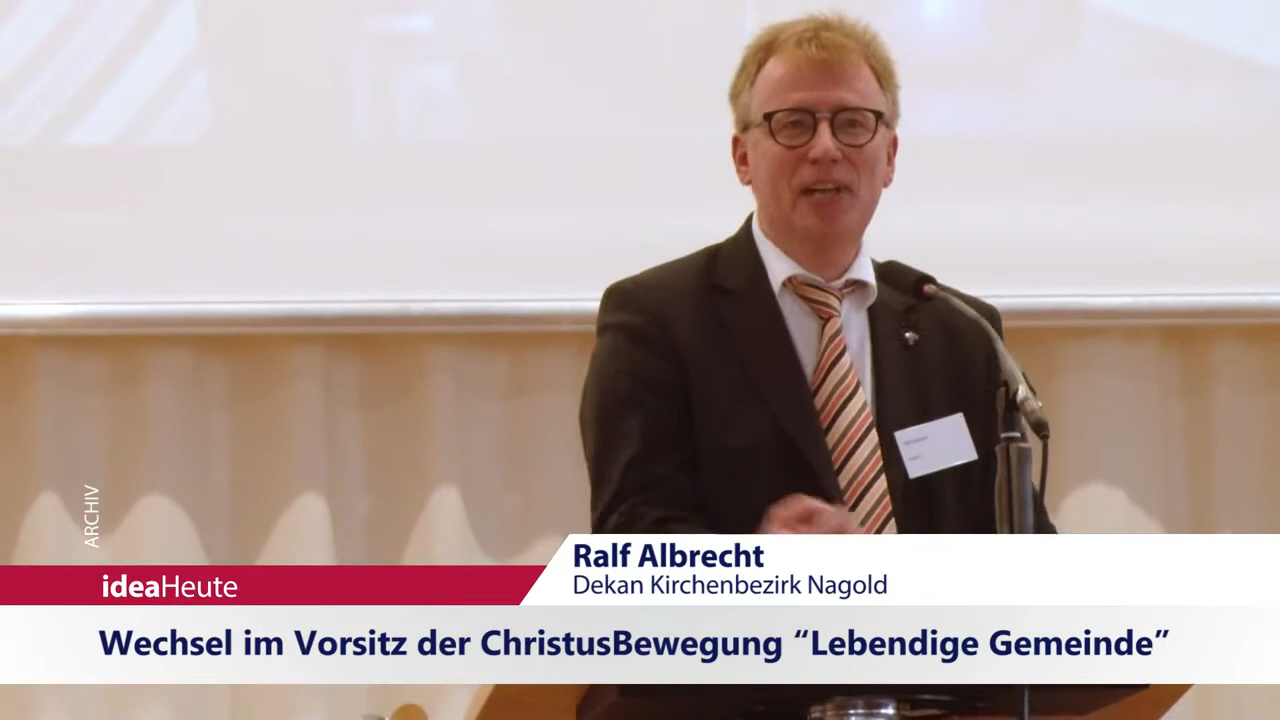 ARCHIV
Ralf Albrecht
ideaHeute
Dekan Kirchenbezirk Nagold
Wechsel im Vorsitz der ChristusBewegung “Lebendige Gemeinde”